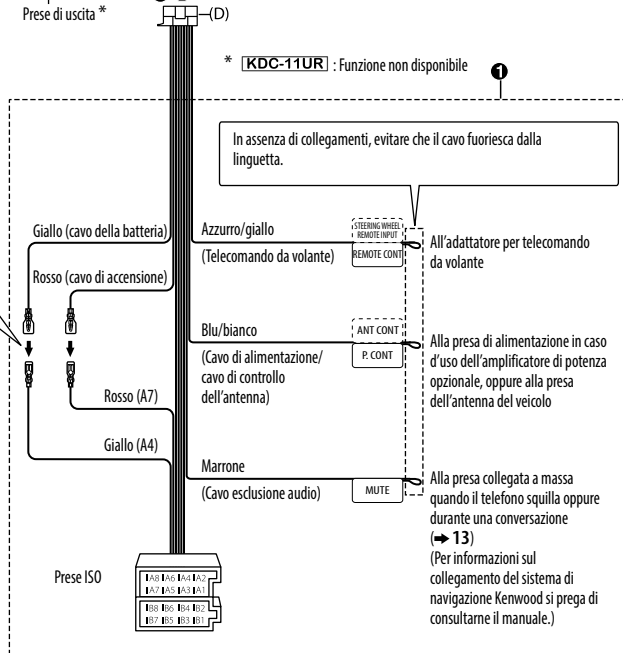 Prese di uscita *
(D)
* KDC-11UR : Funzione non disponibile
1
In assenza di collegamenti, evitare che il cavo fuoriesca dalla
linguetta.
Giallo (cavo della batteria)
Azzurro/giallo
(Telecomando da volante)
STEERING WHEEL
REMOTE INPUT
REMOTE CONT
All'adattatore per telecomando
da volante
Rosso (cavo di accensione)
Blu/bianco
(Cavo di alimentazione/
cavo di controllo
dell'antenna)
ANT CONT
P. CONT
Alla presa di alimentazione in caso
d'uso dell'amplificatore di potenza
opzionale, oppure alla presa
dell'antenna del veicolo
Rosso (A7)
Giallo (A4)
Marrone
(Cavo esclusione audio)
MUTE
Alla presa collegata a massa
quando il telefono squilla oppure
durante una conversazione
(➔ 13)
(Per informazioni sul
collegamento del sistema di
navigazione Kenwood si prega di
consultarne il manuale.)
Prese ISO
A8 A6 A4 A2
A7 A5 A3 A1
B8 B6 B4 B2
B7 B5 B3 B1